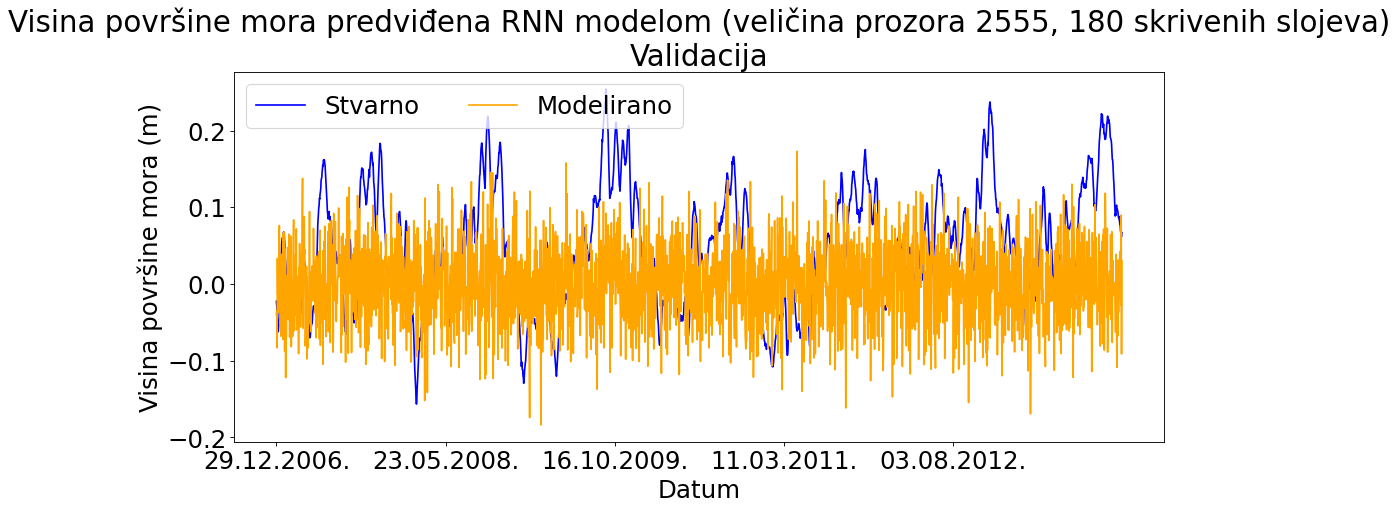 Visina površine mora predviđena RNN modelom (veličina prozora 2555, 180 skrivenih slojeva)
Validacija
Stvarno Modelirano
Visina površine mora (m)
0.2
0.1
0.0
−0.1
−0.2
29.12.2006. 23.05.2008. 16.10.2009. 11.03.2011. 03.08.2012.
Datum